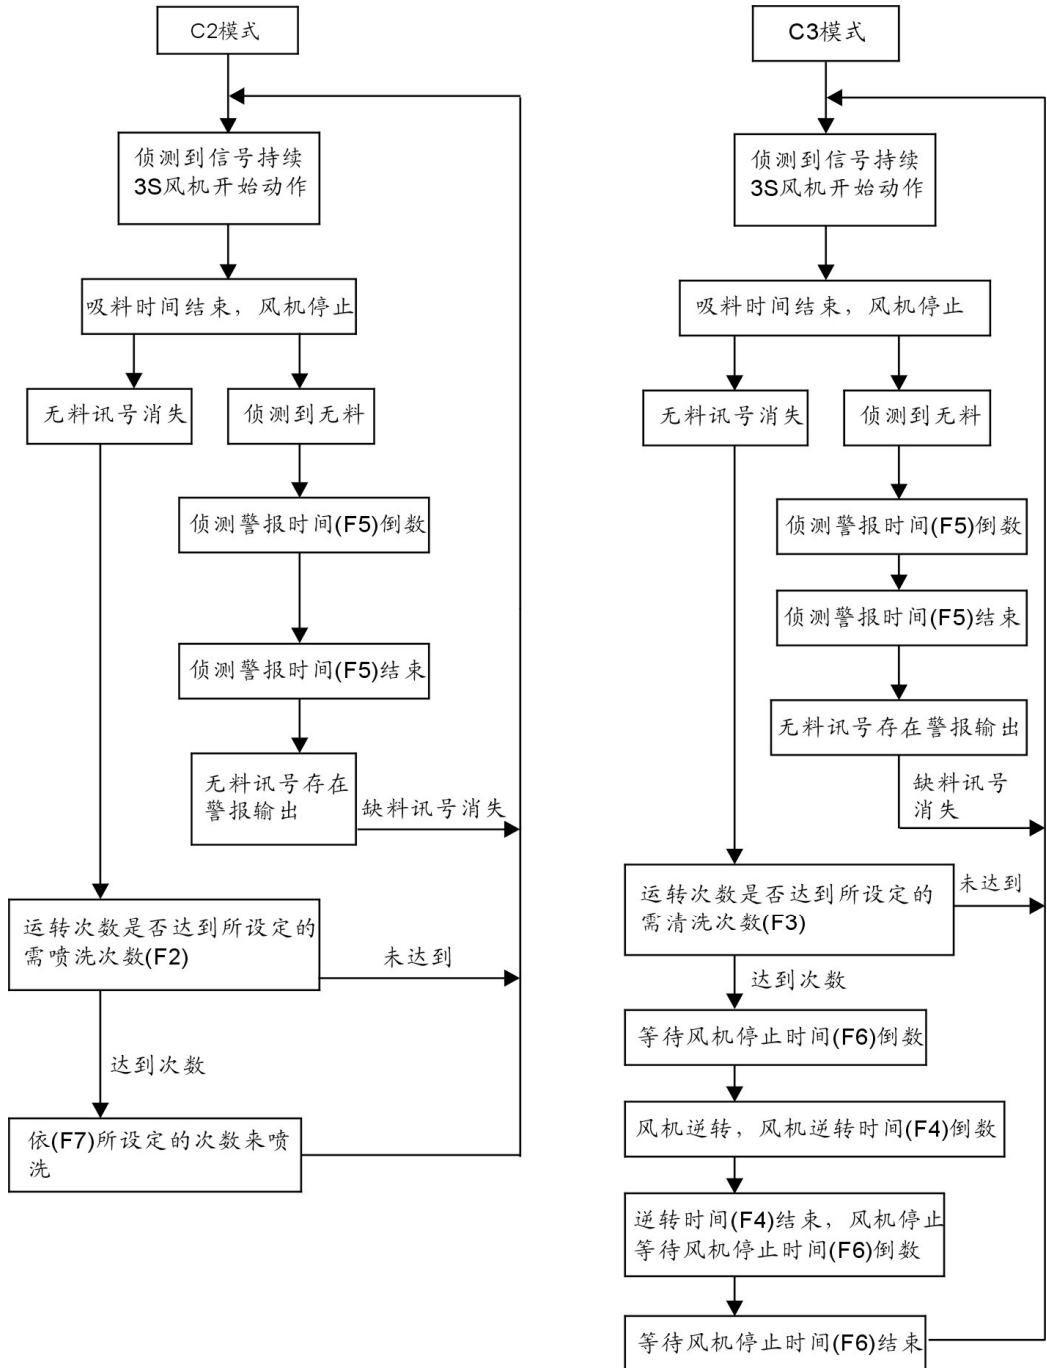 C2模式
侦测到信号持续
3S风机开始动作
吸料时间结束，风机停止
无料讯号消失
侦测到无料
侦测警报时间(F5)倒数
侦测警报时间(F5)结束
无料讯号存在
警报输出
缺料讯号消失
运转次数是否达到所设定的
需喷洗次数(F2)
未达到
达到次数
依(F7)所设定的次数来喷
洗
C3模式
侦测到信号持续
3S风机开始动作
吸料时间结束，风机停止
无料讯号消失
侦测到无料
侦测警报时间(F5)倒数
侦测警报时间(F5)结束
无料讯号存在警报输出
缺料讯号
消失
运转次数是否达到所设定的
需清洗次数(F3)
未达到
达到次数
等待风机停止时间(F6)倒数
风机逆转，风机逆转时间(F4)倒数
逆转时间(F4)结束，风机停止
等待风机停止时间(F6)倒数
等待风机停止时间(F6)结束